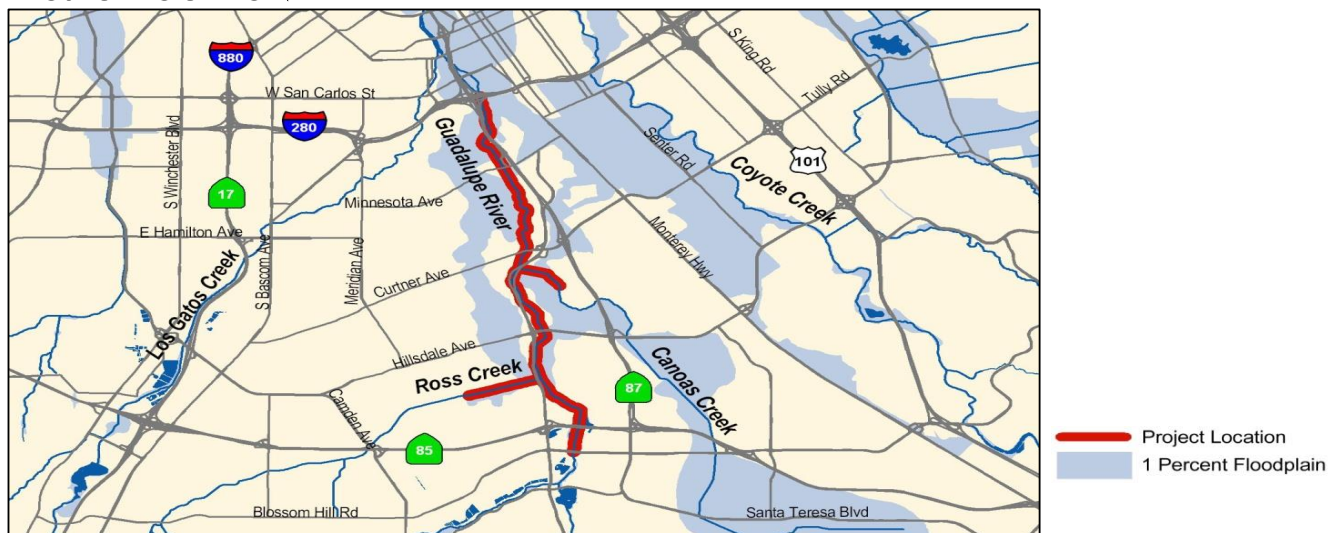 880
W San Carlos St
280
S King Rd
Tully Rd
S Winchester Blvd
Guadalupe River
Senter Rd
101
Coyote Creek
17
Minnesota Ave
E Hamilton Ave
S Bascom Ave
Meridian Ave
Monterey Hwy
Curtner Ave
Los Gatos Creek
Hillsdale Ave
Ross Creek
Canoas Creek
87
Camden Ave
85
Blossom Hill Rd
Santa Teresa Blvd
Project Location
1 Percent Floodplain